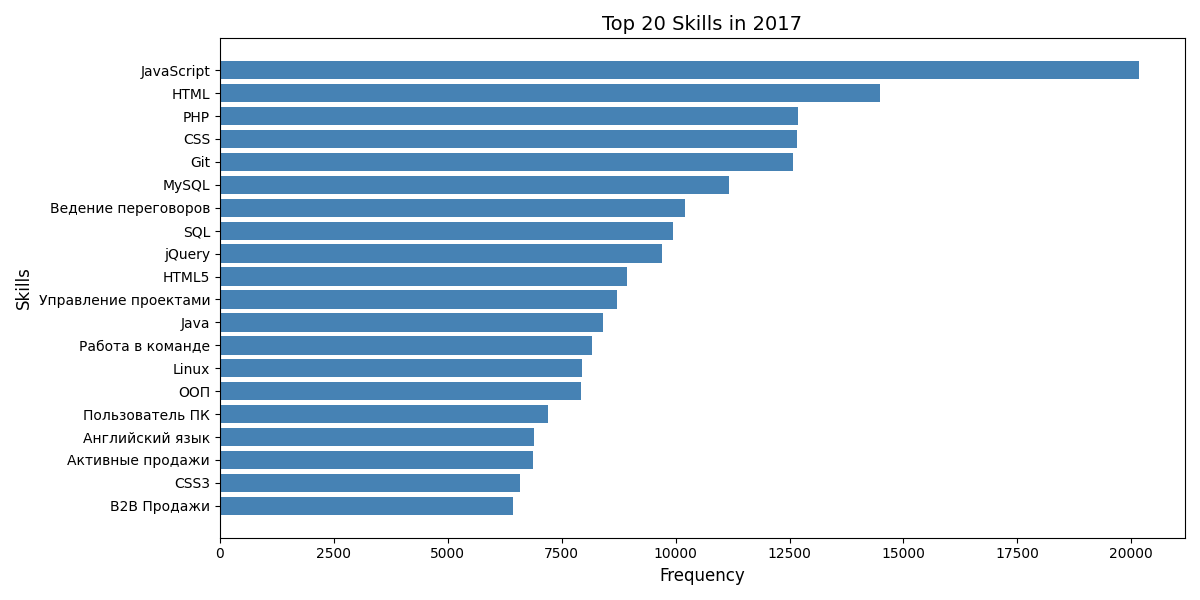 Top 20 Skills in 2017
Skills
JavaScript
HTML
PHP
CSS
Git
MySQL
Ведение переговоров
SQL
jQuery
HTML5
Управление проектами
Java
Работа в команде
Linux
ООП
Пользователь ПК
Английский язык
Активные продажи
CSS3
B2B Продажи
0 2500 5000 7500 10000 12500 15000 17500 20000
Frequency